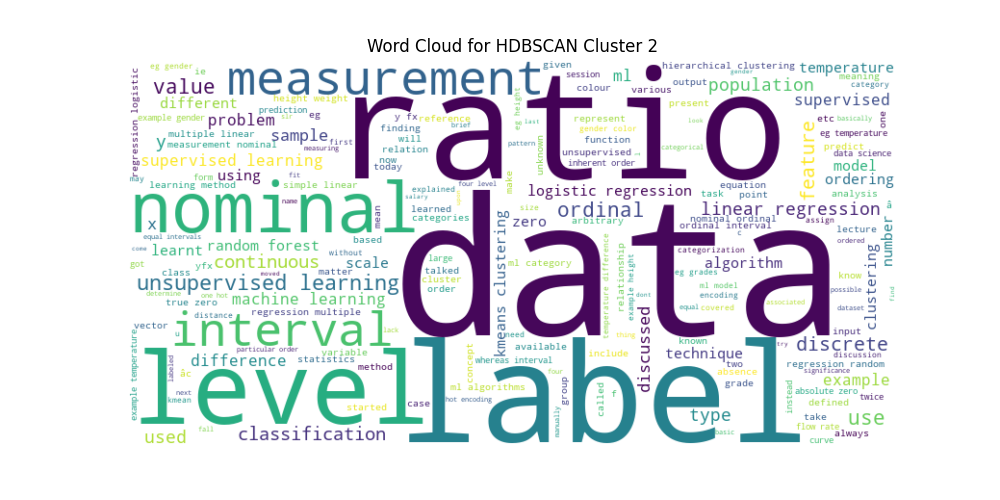 Word Cloud for HDBSCAN Cluster 2
eg gender
ie
measurement
given
session
colour
ml
various
hierarchical clustering
gender
output
population
temperature
meaning
category
value
different
example gender
prediction
sir
height weight
eg
reference
y fx
ratio
eg height
last
represent
gender color
function
present
look
supervised
etc
one
basically
regression logistic
problem
multiple linear
y
measurement nominal
sample
first
measuring
finding
will
relation
brief
pattern
unknown
unsupervised
inherent order
categorical
feature
predict
eg temperature
data science
supervised learning
using
now
today
may
form
fit
learning method
simple linear
name
salary
explained
four level
make
logistic regression
task
equation
point
model
ordering
analysis
â
nominal
x
equal intervals
come
learnt
random forest
based
mean
learned
categories
size
zero
arbitrary
ordinal
nominal ordinal
ordinal interval
linear regression
assign
c
lecture
ordered
number
got
yfx
continuous
without
scale
large
talked
cluster
order
ml category
kmeans clustering
temperature difference
relationship
example height
categorization
eg grades
algorithm
know
clustering
find
class
moved
matter
unsupervised learning
determine
one hot
machine learning
true zero
distance
regression multiple
data
ml model
encoding
dont
equal
covered
associated
possible
dataset
input
vector
u
interval
lack
variable
statistics
need
available
known
thing
try
discrete
discussion
particular order
difference
method
concept
whereas interval
include
discussed
technique
two
absence
grade
regression random
significance
example temperature
labeled
next
kmean
âc
level
started
case
ml algorithms
hot encoding
four
group
manually
called
f
label
type
basic
instead
absolute zero
defined
example
twice
take
use
flow rate
always
curve
used
fall
classification